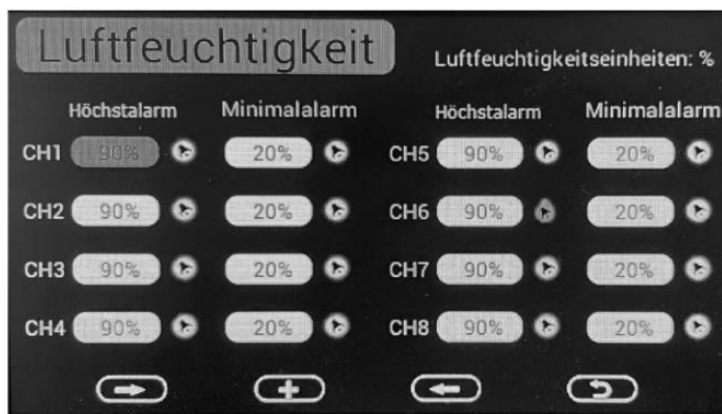 Luftfeuchtigkeit
Luftfeuchtigkeitseinheiten: %
Höchstalarm Minimalalarm Höchstalarm Minimalalarm
CH1 90% 20% CH5 90% 20%
CH2 90% 20% CH6 90% 20%
CH3 90% 20% CH7 90% 20%
CH4 90% 20% CH8 90% 20%